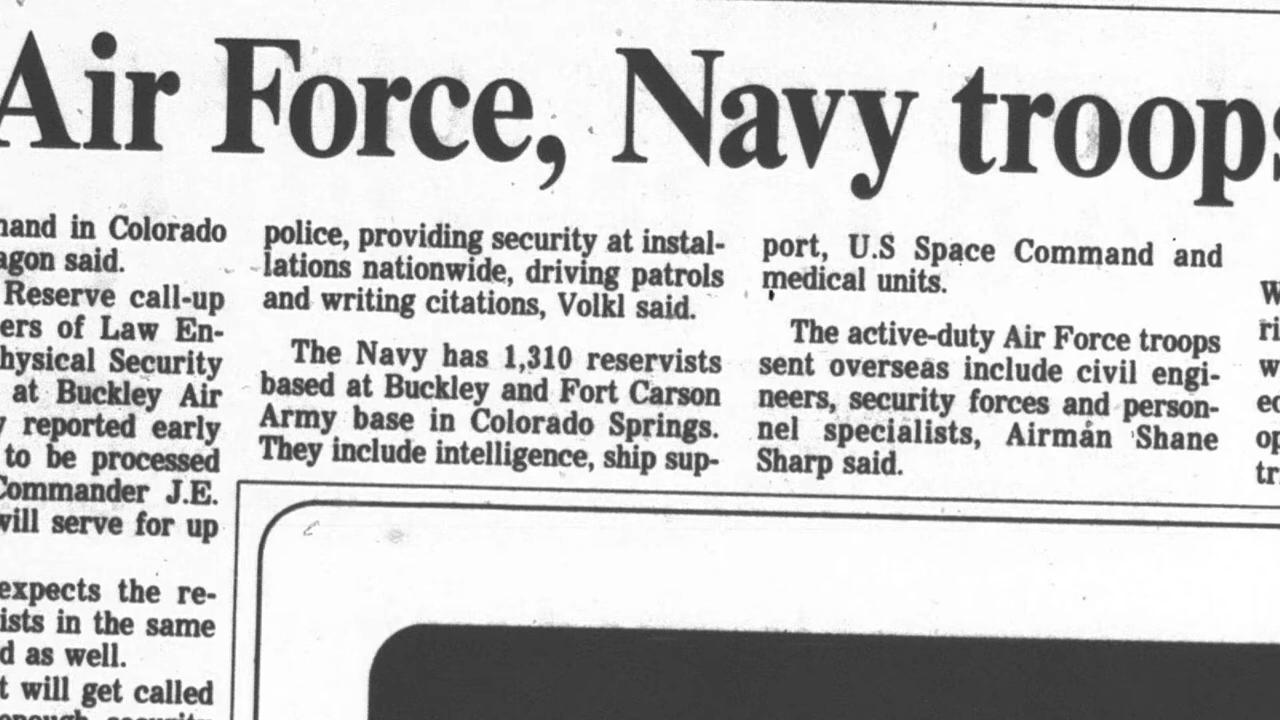 Air Force, Navy troops
mand in Colorado
agon said.
Reserve call-up
ers of Law En-
hysical Security
at Buckley Air
y reported early
to be processed
Commander J.E.
will serve for up
expects the re-
ists in the same
d as well.
t will get called
enough security
police, providing security at instal-
lations nationwide, driving patrols
and writing citations, Volkl said.
The Navy has 1,310 reservists
based at Buckley and Fort Carson
Army base in Colorado Springs.
They include intelligence, ship sup-
port, U.S Space Command and
medical units.
The active-duty Air Force troops
sent overseas include civil engi-
neers, security forces and person-
nel specialists, Airman Shane
Sharp said.